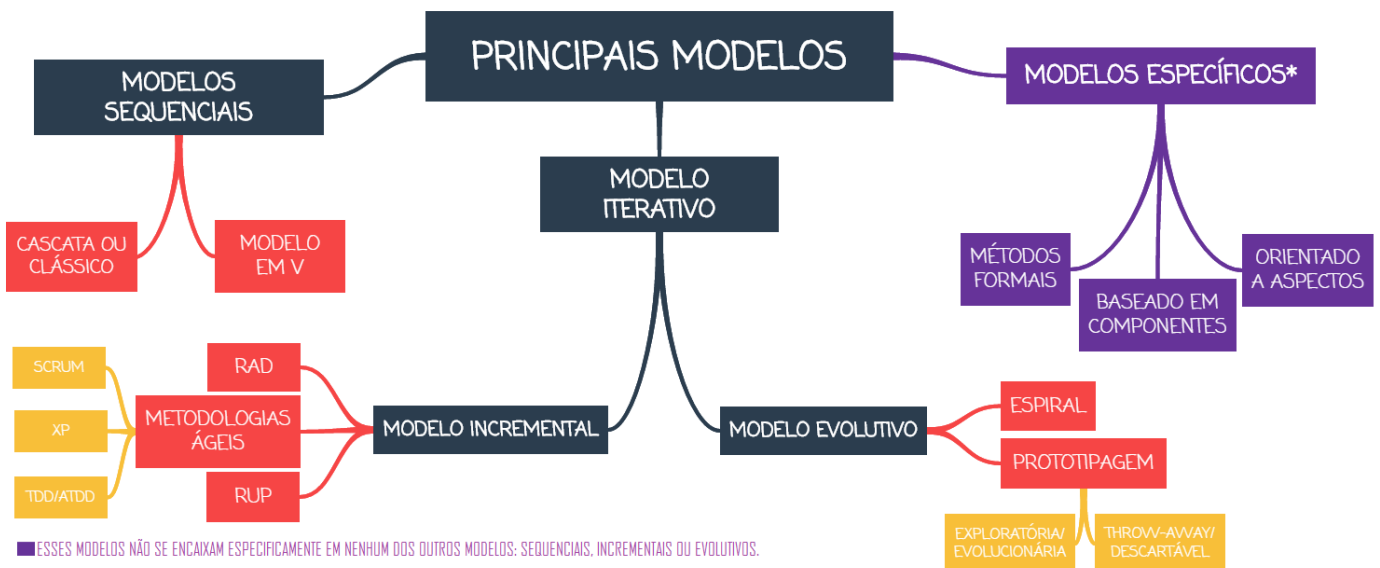 PRINCIPAIS MODELOS
MODELOS
SEQUENCIAIS
MODELOS ESPECÍFICOS*
MODELO
ITERATIVO
CASCATA OU
CLÁSSICO
MODELO
EM V
MÉTODOS
FORMAIS
BASEADO EM
COMPONENTES
ORIENTADO
A ASPECTOS
SCRUM
XP
TDD/ATDD
RAD
METODOLOGIAS
ÁGEIS
RUP
MODELO INCREMENTAL
MODELO EVOLUTIVO
ESPIRAL
PROTOTIPAGEM
EXPLORATÓRIA/
EVOLUCIONÁRIA
THROW-AWAY/
DESCARTÁVEL
ESSES MODELOS NÃO SE ENCAIXAM ESPECIFICAMENTE EM NENHUM DOS OUTROS MODELOS: SEQUENCIAIS, INCREMENTAIS OU EVOLUTIVOS.